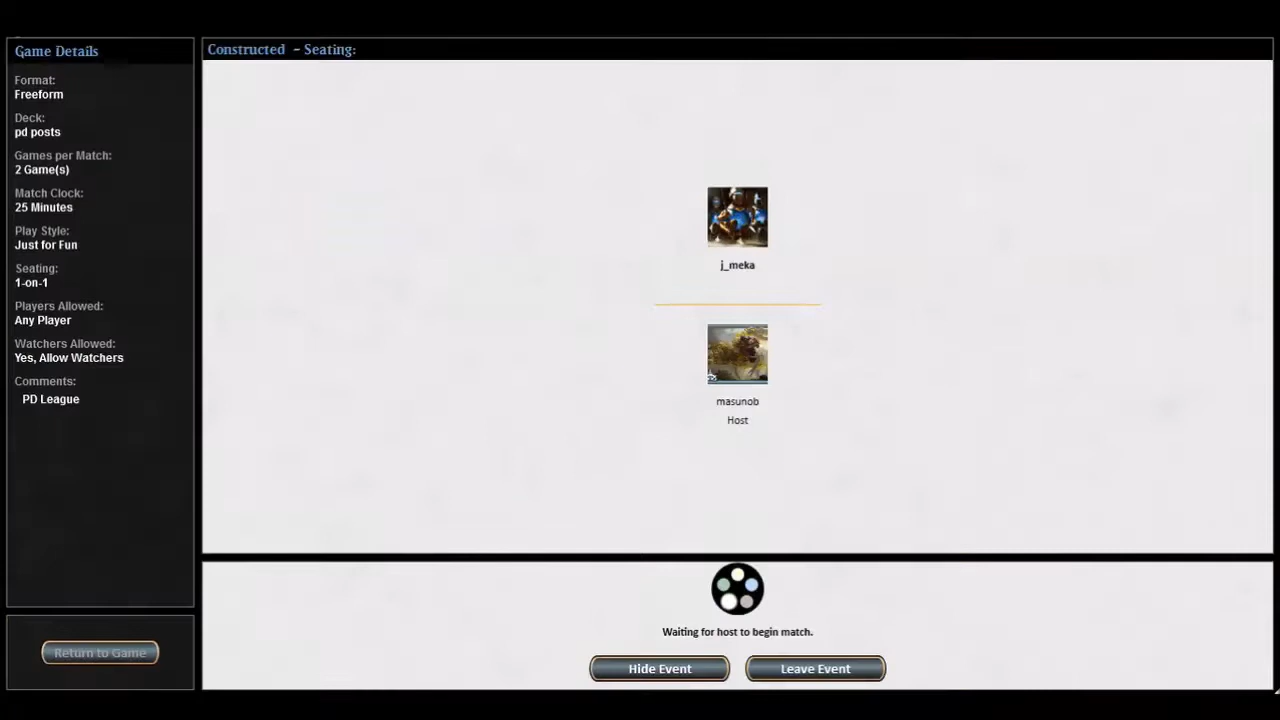 Game Details
Format:
Freeform
Deck:
pd posts
Games per Match:
2 Game(s)
Match Clock:
25 Minutes
Play Style:
Just for Fun
Seating:
1-on-1
Players Allowed:
Any Player
Watchers Allowed:
Yes, Allow Watchers
Comments:
PD League
Return to Game
Constructed - Seating:
j_meka
masunob
Host
Waiting for host to begin match.
Hide Event
Leave Event